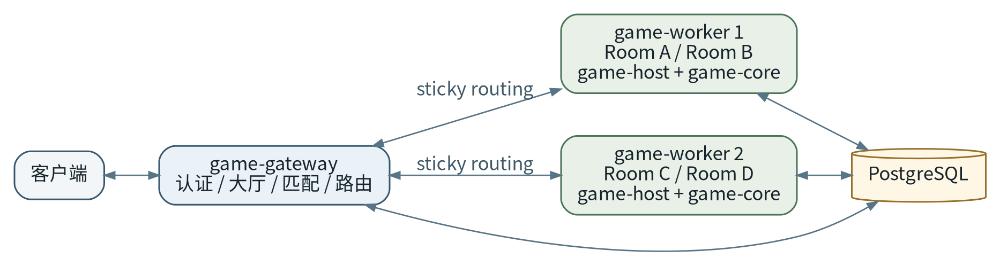 客户端
game-gateway
认证 / 大厅 / 匹配 / 路由
sticky routing
sticky routing
game-worker 1
Room A / Room B
game-host + game-core
game-worker 2
Room C / Room D
game-host + game-core
PostgreSQL